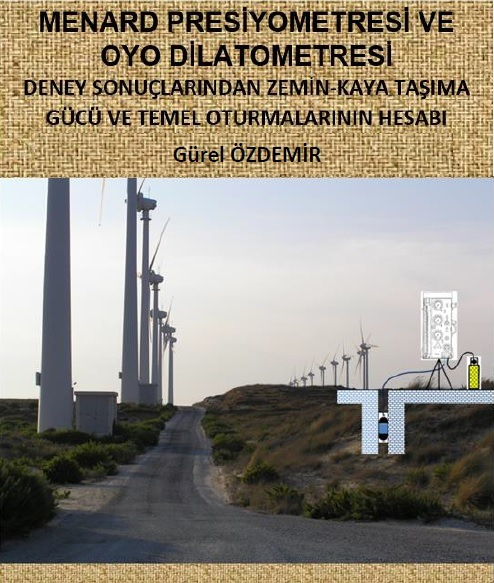 MENARD PRESİYOMETRESİ VE
OYO DİLATOMETRESİ
DENEY SONUÇLARINDAN ZEMİN-KAYA TAŞIMA
GÜCÜ VE TEMEL OTURMALARININ HESABI
Gürel ÖZDEMİR